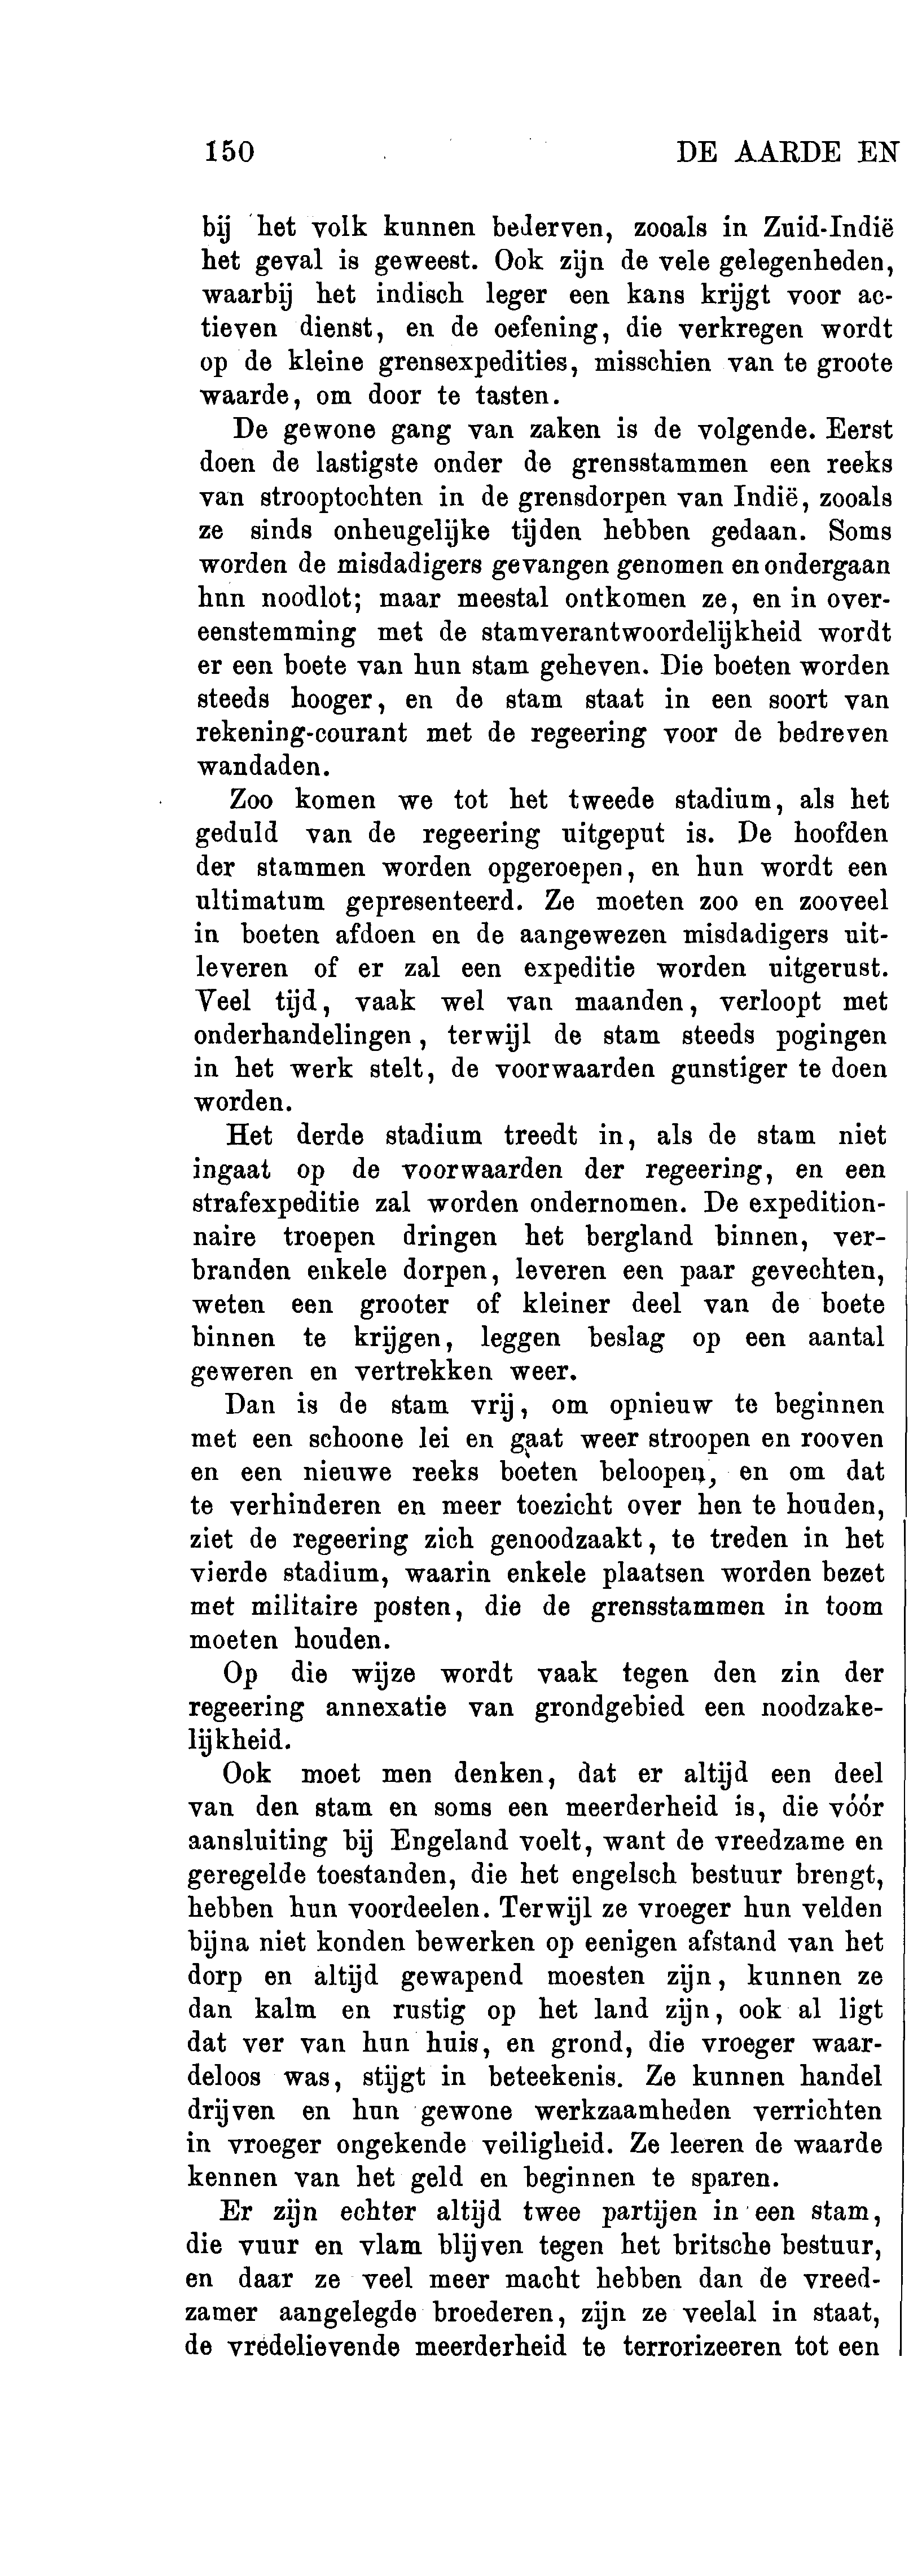 150 DE AARDE EN
bij het volk kunnen bederven, zooals in Zuid-Indië
het geval is geweest. Ook zijn de vele gelegenheden,
waarbij het indisch leger een kans krijgt voor ac-
tieven dienst, en de oefening, die verkregen wordt
op de kleine grensexpedities, misschien van te groote
waarde, om door te tasten.
De gewone gang van zaken is de volgende. Eerst
doen de lastigste onder de grensstammen een reeks
van strooptochten in de grensdorpen van Indië, zooals
ze sinds onheugelijke tijden hebben gedaan. Soms
worden de misdadigers gevangen genomen en ondergaan
hnn noodlot; maar meestal ontkomen ze, en in over-
eenstemming met de stamverantwoordelijkheid wordt
er een boete van hun stam geheven. Die boeten worden
steeds hooger, en de stam staat in een soort van
rekening-courant met de regeering voor de bedreven
wandaden.
Zoo komen we tot het tweede stadium, als het
geduld van de regeering uitgeput is. De hoofden
der stammen worden opgeroepen, en hun wordt een
ultimatum gepresenteerd. Ze moeten zoo en zooveel
in boeten afdoen en de aangewezen misdadigers uit-
leveren of er zal een expeditie worden uitgerust.
Veel tijd, vaak wel van maanden, verloopt met
onderhandelingen, terwijl de stam steeds pogingen
in het werk stelt, de voorwaarden gunstiger te doen
worden.
Het derde stadium treedt in, als de stam niet
ingaat op de voorwaarden der regeering, en een
strafexpeditie zal worden ondernomen. De expedition-
naire troepen dringen het bergland binnen, ver-
branden enkele dorpen, leveren een paar gevechten,
weten een grooter of kleiner deel van de boete
binnen te krijgen, leggen beslag op een aantal
geweren en vertrekken weer.
Dan is de stam vrij, om opnieuw te beginnen
met een schoone lei en gaat weer stroopen en rooven
en een nieuwe reeks boeten beloopen, en om dat
te verhinderen en meer toezicht over hen te houden,
ziet de regeering zich genoodzaakt, te treden in het
vierde stadium, waarin enkele plaatsen worden bezet
met militaire posten, die de grensstammen in toom
moeten houden.
Op die wijze wordt vaak tegen den zin der
regeering annexatie van grondgebied een noodzake-
lijkheid.
Ook moet men denken, dat er altijd een deel
van den stam en soms een meerderheid is, die vóór
aansluiting bij Engeland voelt, want de vreedzame en
geregelde toestanden, die het engelsch bestuur brengt,
hebben hun voordeelen. Terwijl ze vroeger hun velden
bijna niet konden bewerken op eenigen afstand van het
dorp en altijd gewapend moesten zijn, kunnen ze
dan kalm en rustig op het land zijn, ook al ligt
dat ver van hun huis, en grond, die vroeger waar-
deloos was, stijgt in beteekenis. Ze kunnen handel
drijven en hun gewone werkzaamheden verrichten
in vroeger ongekende veiligheid. Ze leeren de waarde
kennen van het geld en beginnen te sparen.
Er zijn echter altijd twee partijen in een stam,
die vuur en vlam blijven tegen het britsche bestuur,
en daar ze veel meer macht hebben dan de vreed-
zamer aangelegde broederen, zijn ze veelal in staat,
de vredelievende meerderheid te terrorizeeren tot een